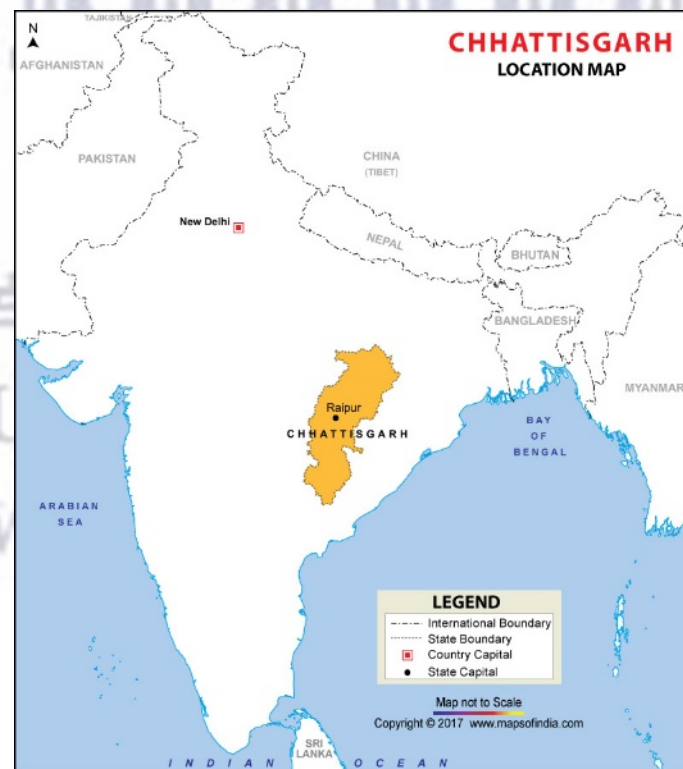 TAJIKISTAN
N
CHHATTISGARH
LOCATION MAP
AFGHANISTAN
PAKISTAN
CHINA
(TIBET)
New Delhi
NEPAL
BHUTAN
BANGLADESH
MYANMAR
Raipur
CHHATTISGARH
BAY
OF
BENGAL
ARABIAN
SEA
LEGEND
International Boundary
State Boundary
Country Capital
State Capital
Map not to Scale
Copyright © 2017 www.mapsofindia.com
SRI
LANKA
INDIAN OCEAN